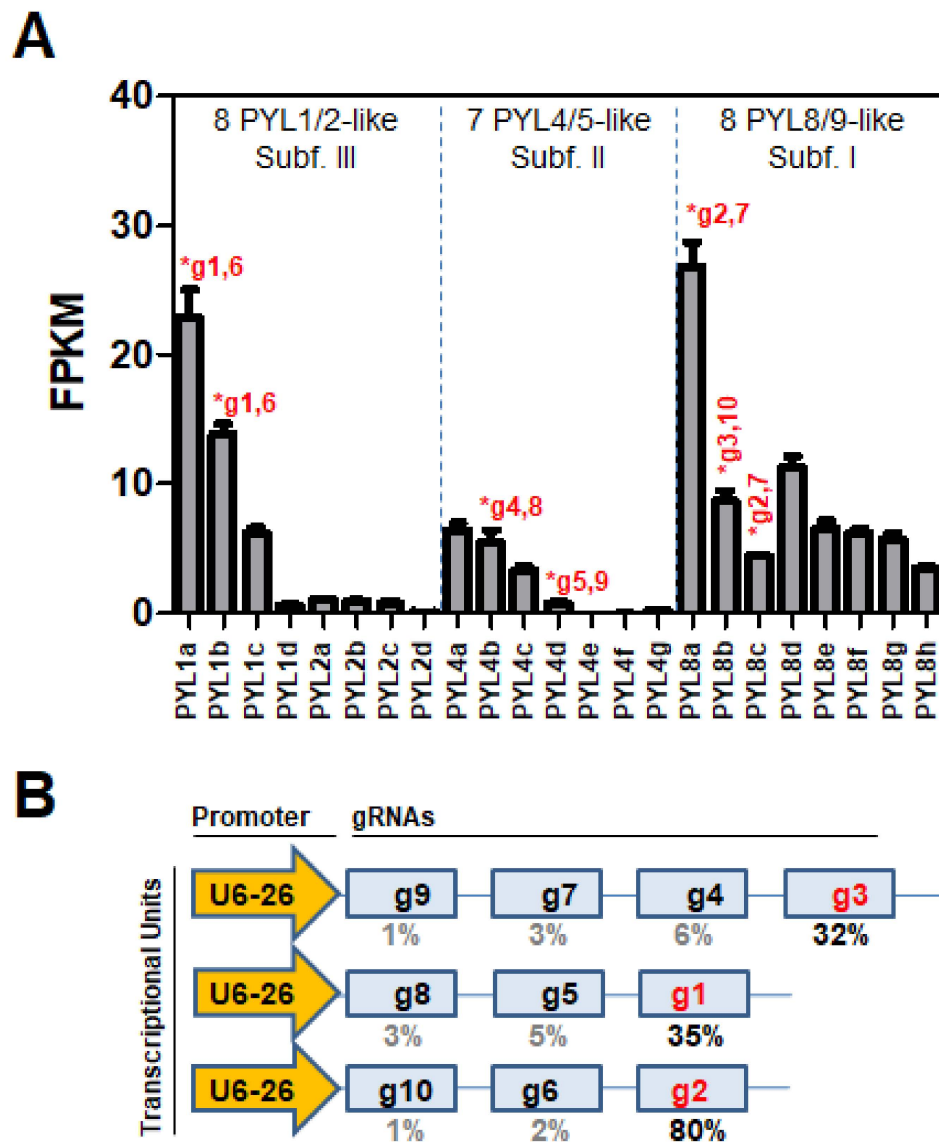 A
40
30
20
10
0
FPKM
8 PYL1/2-like
Subf. III
7 PYL4/5-like
Subf. II
8 PYL8/9-like
Subf. I
*g1,6
*g1,6
*g4,8
*g5,9
*g2,7
*g3,10
*g2,7
PYL1a
PYL1b
PYL1c
PYL1d
PYL2a
PYL2b
PYL2c
PYL2d
PYL4a
PYL4b
PYL4c
PYL4d
PYL4e
PYL4f
PYL4g
PYL8a
PYL8b
PYL8c
PYL8d
PYL8e
PYL8f
PYL8g
PYL8h
B
Promoter gRNAs
Transcriptional Units
U6-26 g9 g7 g4 g3
1% 3% 6% 32%
U6-26 g8 g5 g1
3% 5% 35%
U6-26 g10 g6 g2
1% 2% 80%